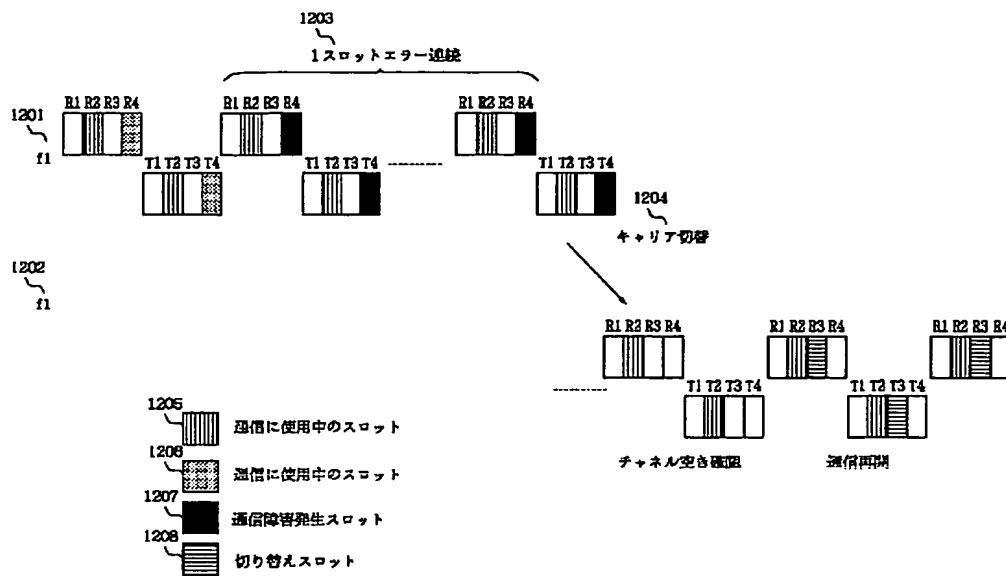 1203
1スロットエラー連続
R1 R2 R3 R4 R1 R2 R3 R4 R1 R2 R3 R4
1201
f1
T1 T2 T3 T4 T1 T2 T3 T4 T1 T2 T3 T4
1204
キャリア切替
1202
f1
R1 R2 R3 R4 R1 R2 R3 R4 R1 R2 R3 R4
T1 T2 T3 T4 T1 T2 T3 T4
チャネル空き確認 通信再開
1205
通信に使用中のスロット
1206
通信に使用中のスロット
1207
通信障害発生スロット
1208
切り替えスロット